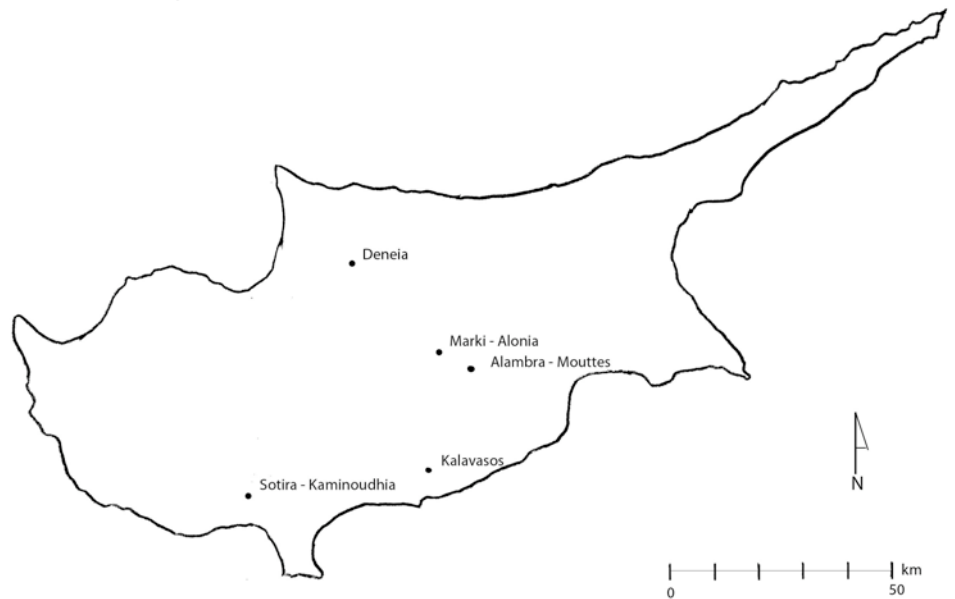 Deneia
Marki - Alonia
Alambra - Mouttes
Kalavasos
Sotira - Kaminoudhia
N
km
0
50